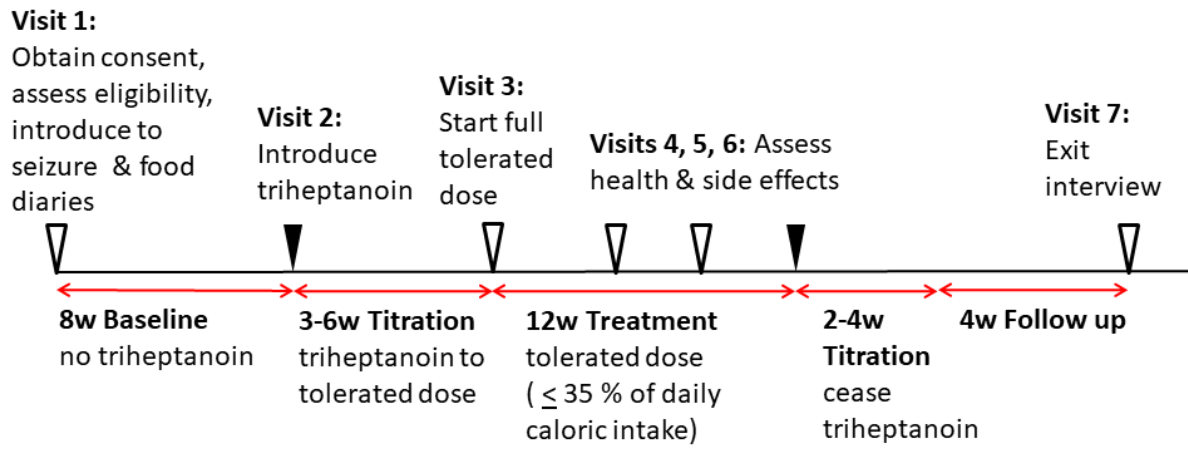 Visit 1:
Obtain consent,
assess eligibility,
introduce to
seizure & food
diaries
Visit 2:
Introduce
triheptanoin
Visit 3:
Start full
tolerated
dose
Visits 4, 5, 6: Assess
health & side effects
Visit 7:
Exit
interview
8w Baseline
no triheptanoin
3-6w Titration
triheptanoin to
tolerated dose
12w Treatment
tolerated dose
( ≤ 35 % of daily
caloric intake)
2-4w
Titration
cease
triheptanoin
4w Follow up